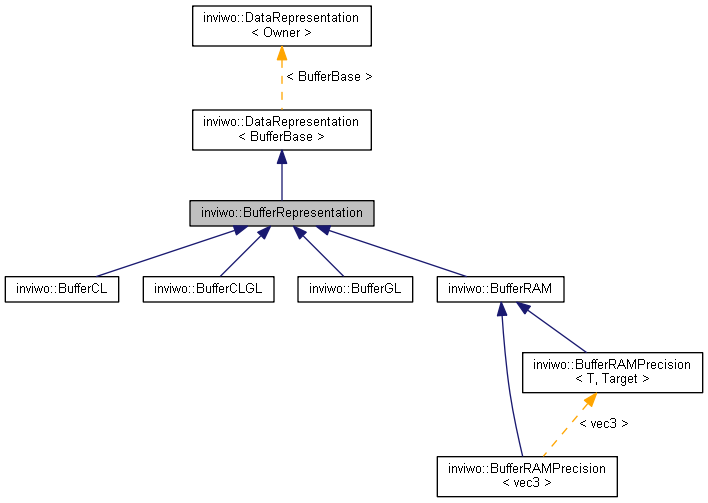 inviwo::DataRepresentation
< Owner >
< BufferBase >
inviwo::DataRepresentation
< BufferBase >
inviwo::BufferRepresentation
inviwo::BufferCL
inviwo::BufferCLGL
inviwo::BufferGL
inviwo::BufferRAM
inviwo::BufferRAMPrecision
< T, Target >
< vec3 >
inviwo::BufferRAMPrecision
< vec3 >